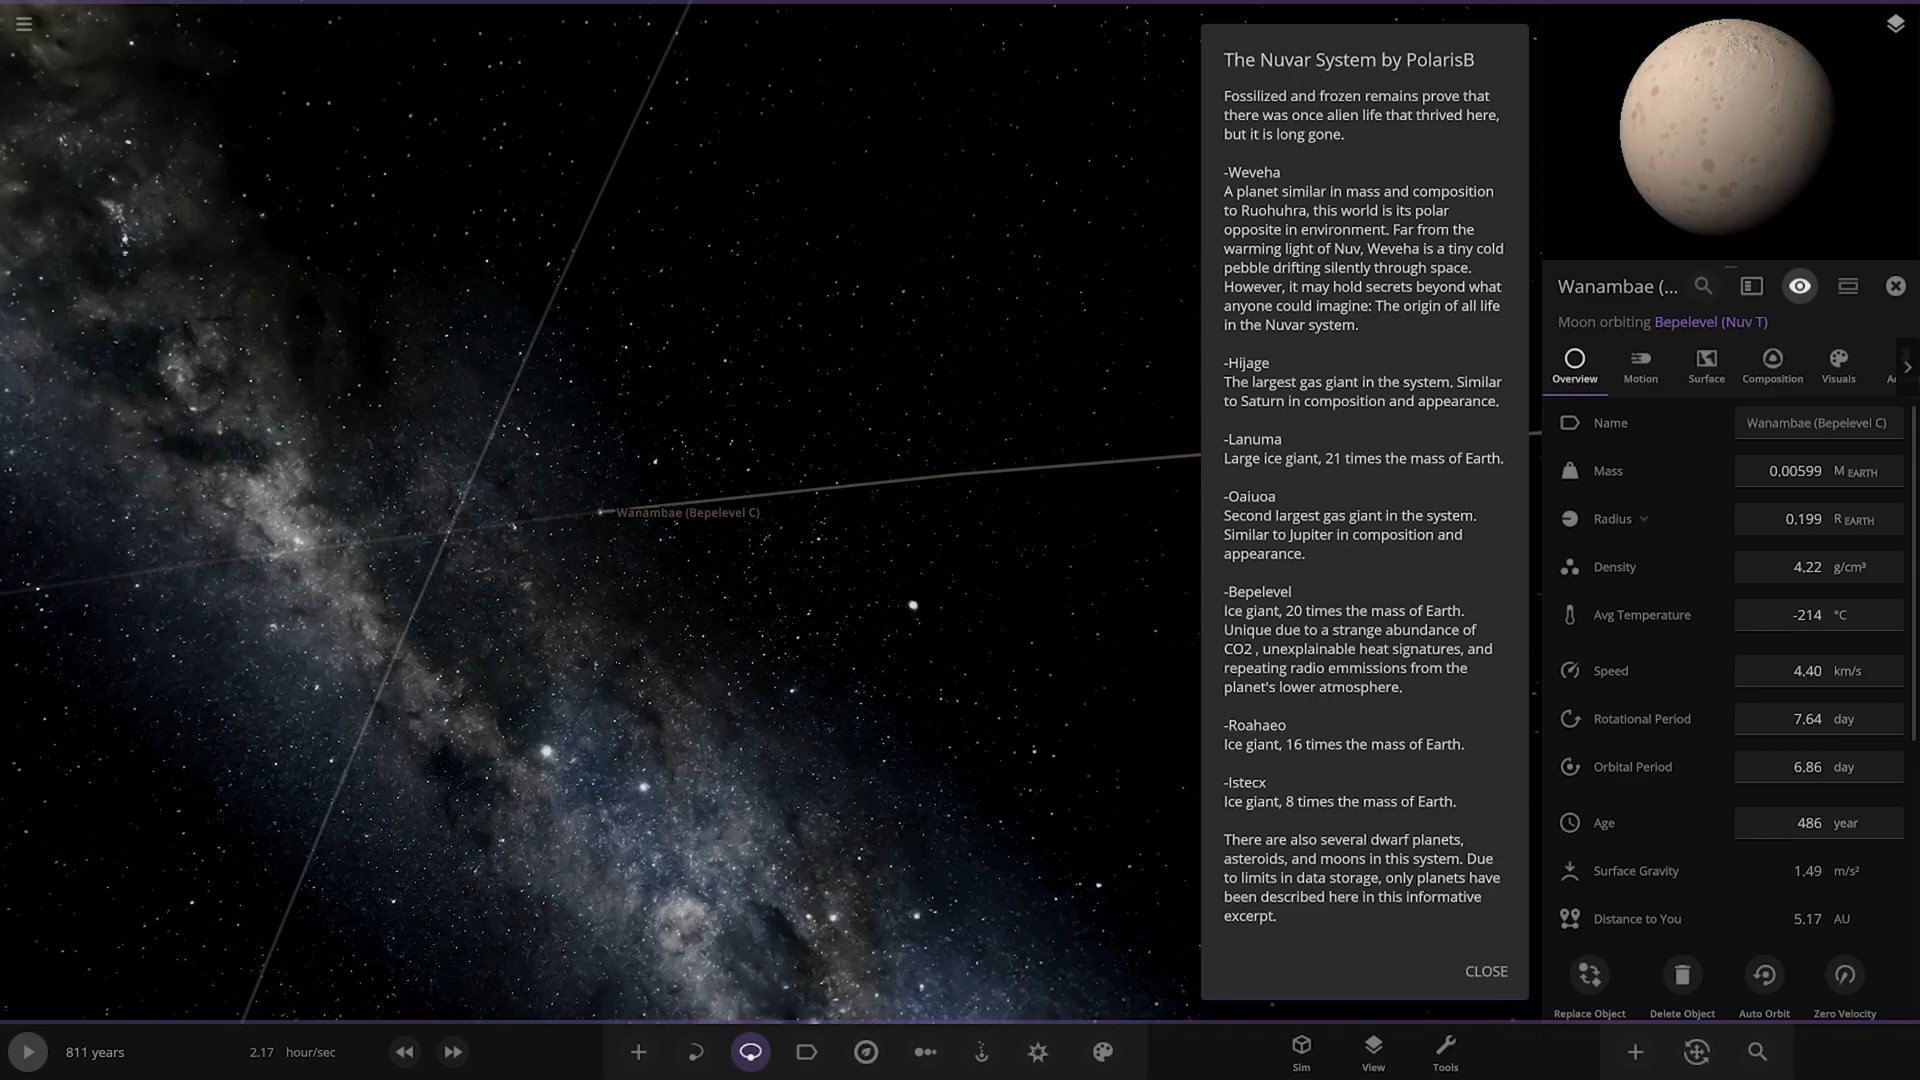 The Nuvar System by PolarisB
Fossilized and frozen remains prove that
there was once alien life that thrived here,
but it is long gone.
-Weveha
A planet similar in mass and composition
to Ruohuhra, this world is its polar
opposite in environment. Far from the
warming light of Nuv, Weveha is a tiny cold
pebble drifting silently through space.
However, it may hold secrets beyond what
anyone could imagine: The origin of all life
in the Nuvar system.
-Hijage
The largest gas giant in the system. Similar
to Saturn in composition and appearance.
-Lanuma
Large ice giant, 21 times the mass of Earth.
-Oaiuoa
Second largest gas giant in the system.
Similar to Jupiter in composition and
appearance.
-Bepelevel
Ice giant, 20 times the mass of Earth.
Unique due to a strange abundance of
CO2 , unexplainable heat signatures, and
repeating radio emmissions from the
planet's lower atmosphere.
-Roahaeo
Ice giant, 16 times the mass of Earth.
-Istecx
Ice giant, 8 times the mass of Earth.
There are also several dwarf planets,
asteroids, and moons in this system. Due
to limits in data storage, only planets have
been described here in this informative
excerpt.
CLOSE
Wanambae (Bepelevel C)
Wanambae (...
Moon orbiting Bepelevel (Nuv T)
Overview Motion Surface Composition Visuals
Name Wanambae (Bepelevel C)
Mass 0.00599 M EARTH
Radius 0.199 R EARTH
Density 4.22 g/cm³
Avg Temperature -214 °C
Speed 4.40 km/s
Rotational Period 7.64 day
Orbital Period 6.86 day
Age 486 year
Surface Gravity 1.49 m/s²
Distance to You 5.17 AU
Replace Object Delete Object Auto Orbit Zero Velocity
811 years 2.17 hour/sec Sim View Tools